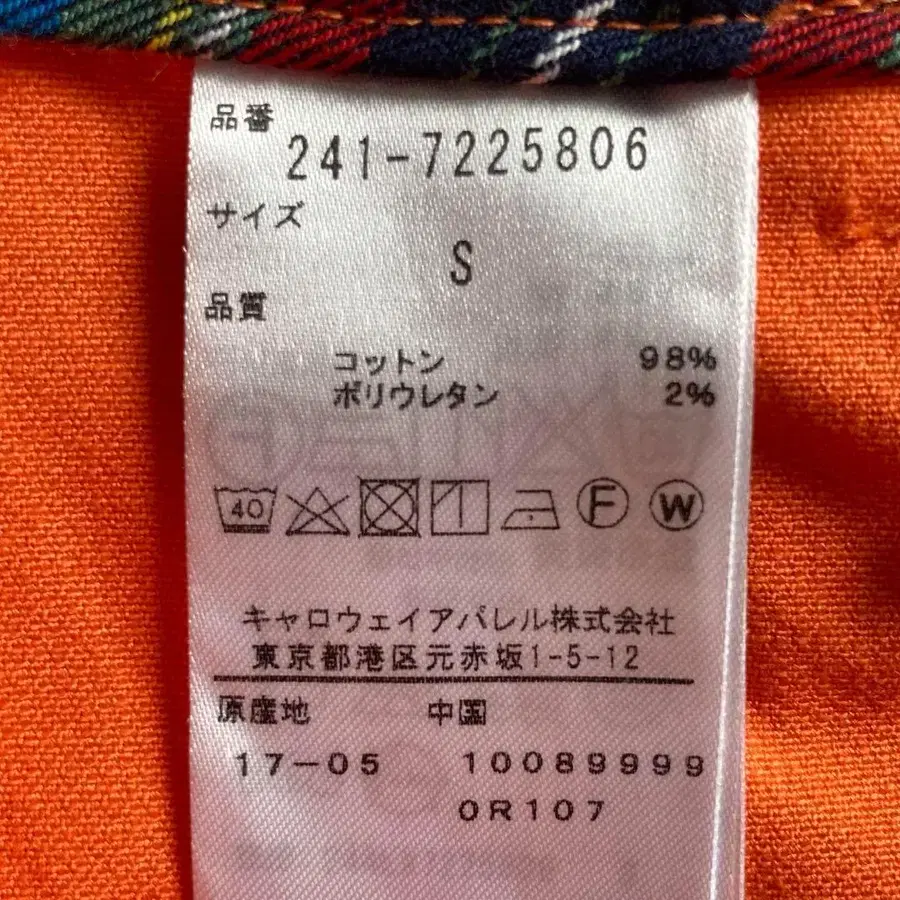 品番
241-7225806
サイズ
S
品質
コットン 98%
ポリウレタン 2%
40 F W
キャロウェイアパレル株式会社
東京都港区元赤坂1-5-12
原産地 中国
17-05 10089999
0R107